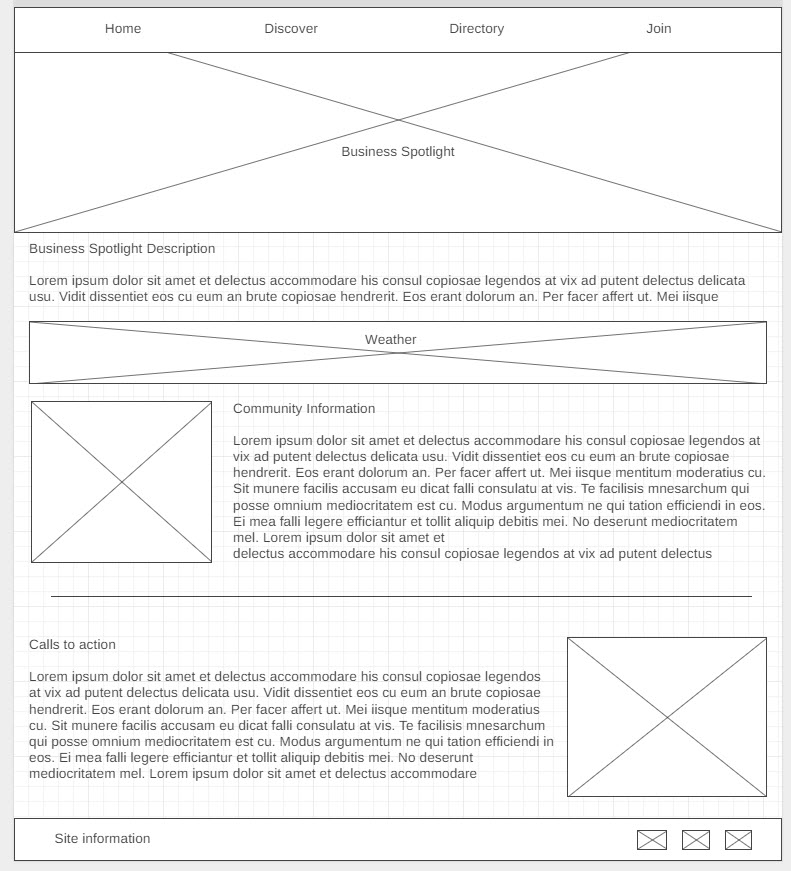 Home Discover Directory Join
Business Spotlight
Business Spotlight Description
Lorem ipsum dolor sit amet et delectus accommodare his consul copiosae legendos at vix ad putent delectus delicata
usu. Vidit dissentiet eos cu eum an brute copiosae hendrerit. Eos erant dolorum an. Per facer affert ut. Mei iisque
Weather
Community Information
Lorem ipsum dolor sit amet et delectus accommodare his consul copiosae legendos at
vix ad putent delectus delicata usu. Vidit dissentiet eos cu eum an brute copiosae
hendrerit. Eos erant dolorum an. Per facer affert ut. Mei iisque mentitum moderatius cu.
Sit munere facilis accusam eu dicat falli consulatu at vis. Te facilisis mnesarchum qui
posse omnium mediocritatem est cu. Modus argumentum ne qui tation efficiendi in eos.
Ei mea falli legere efficiantur et tollit aliquip debitis mei. No deserunt mediocritatem
mel. Lorem ipsum dolor sit amet et
delectus accommodare his consul copiosae legendos at vix ad putent delectus
Calls to action
Lorem ipsum dolor sit amet et delectus accommodare his consul copiosae legendos
at vix ad putent delectus delicata usu. Vidit dissentiet eos cu eum an brute copiosae
hendrerit. Eos erant dolorum an. Per facer affert ut. Mei iisque mentitum moderatius
cu. Sit munere facilis accusam eu dicat falli consulatu at vis. Te facilisis mnesarchum
qui posse omnium mediocritatem est cu. Modus argumentum ne qui tation efficiendi in
eos. Ei mea falli legere efficiantur et tollit aliquip debitis mei. No deserunt
mediocritatem mel. Lorem ipsum dolor sit amet et delectus accommodare
Site information